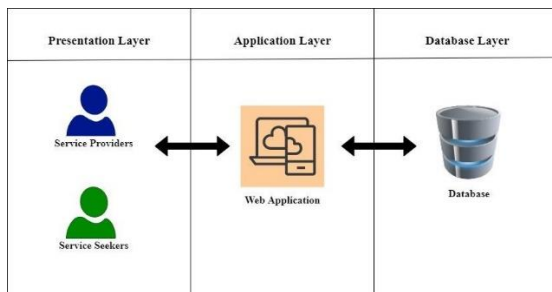 Presentation Layer
Application Layer
Database Layer
Service Providers
Web Application
Database
Service Seekers